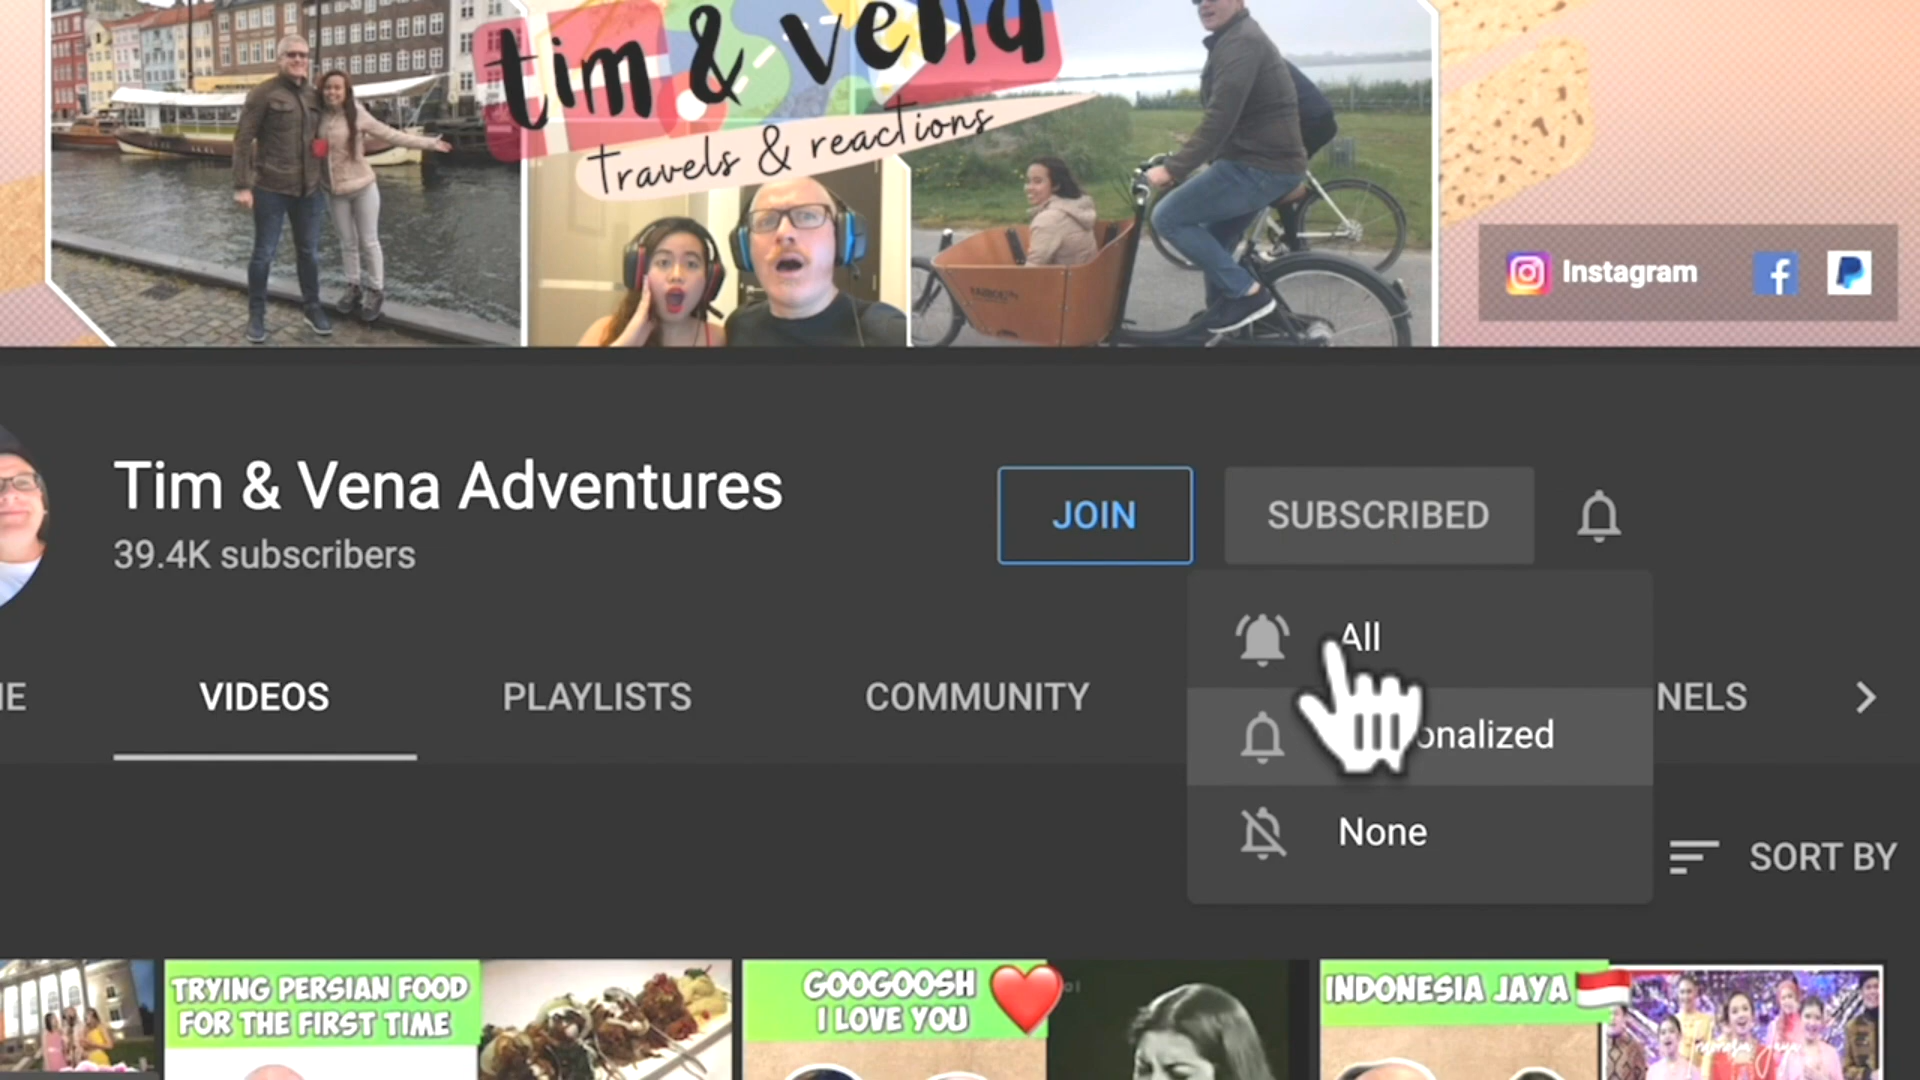 tim & vena
Travels & reactions
Instagram
Tim & Vena Adventures
39.4K subscribers
JOIN
SUBSCRIBED
All
onalized
None
E
VIDEOS
PLAYLISTS
COMMUNITY
NELS
SORT BY
TRYING PERSIAN FOOD
FOR THE FIRST TIME
GOOGOOSH
I LOVE YOU
INDONESIA JAYA